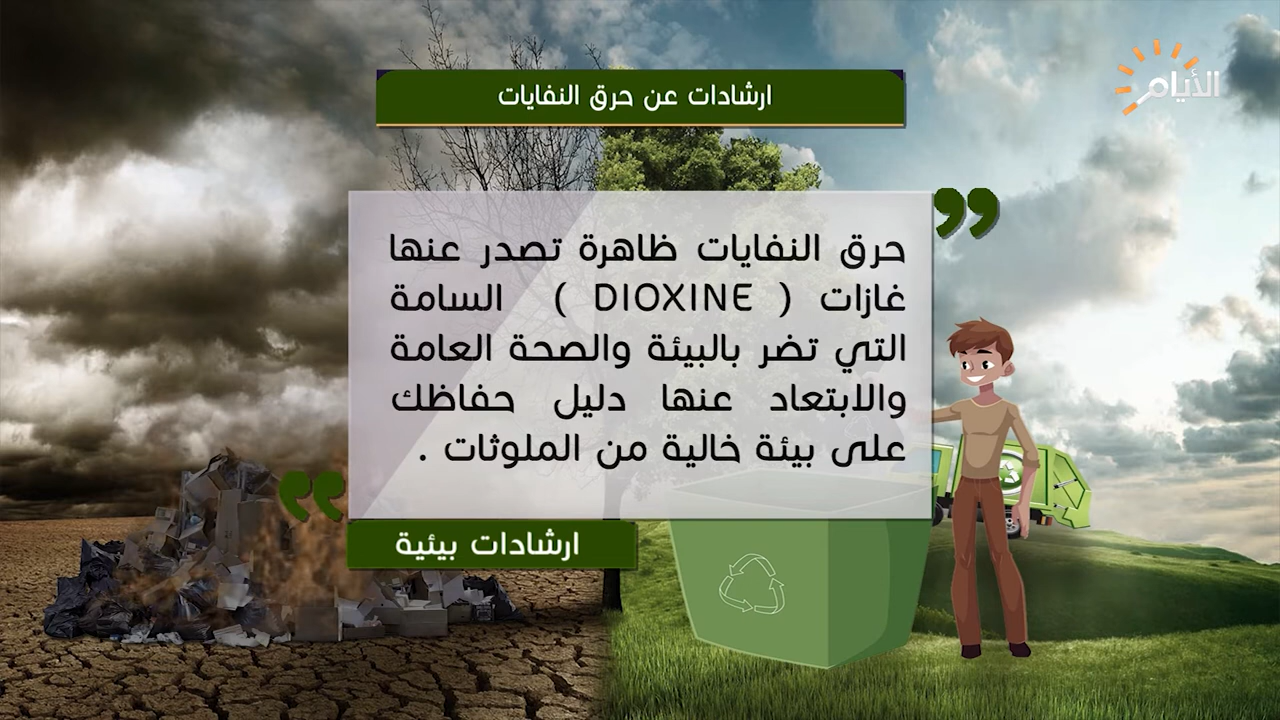 ارشادات عن حرق النفايات
الأيام
حرق النفايات ظاهرة تصدر عنها
غازات ( DIOXINE ) السامة
التي تضر بالبيئة والصحة العامة
والابتعاد عنها دليل حفاظك
على بيئة خالية من الملوثات .
ارشادات بيئية